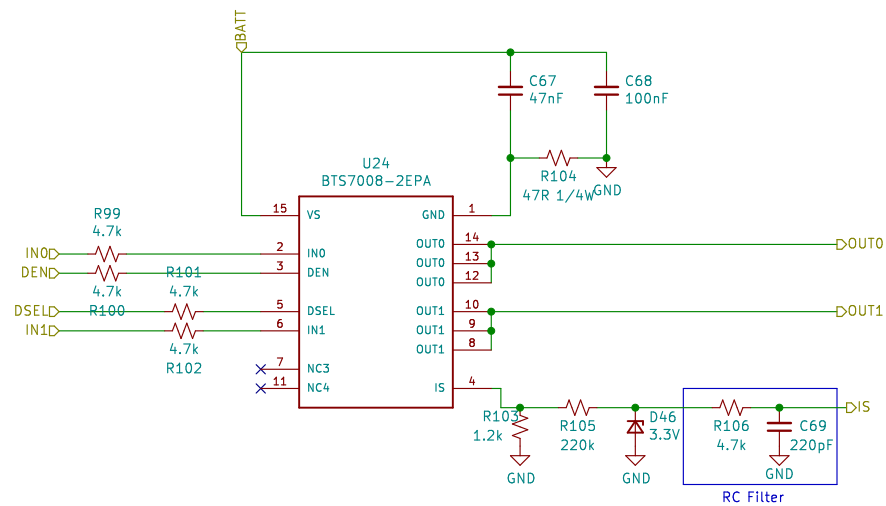 BATT
C67
47nF
C68
100nF
U24
BTS7008-2EPA
R104
47R 1/4W
GND
15
VS
GND
1
R99
4.7k
IN0
2
IN0
OUT0
14
OUT0
DEN
3
DEN
OUT0
13
4.7k
R100
R101
4.7k
OUT0
12
DSEL
5
DSEL
OUT1
10
OUT1
IN1
6
IN1
OUT1
9
4.7k
R102
OUT1
8
7
NC3
11
NC4
IS
4
R103
1.2k
GND
R105
220k
D46
3.3V
GND
R106
4.7k
C69
220pF
GND
IS
RC Filter